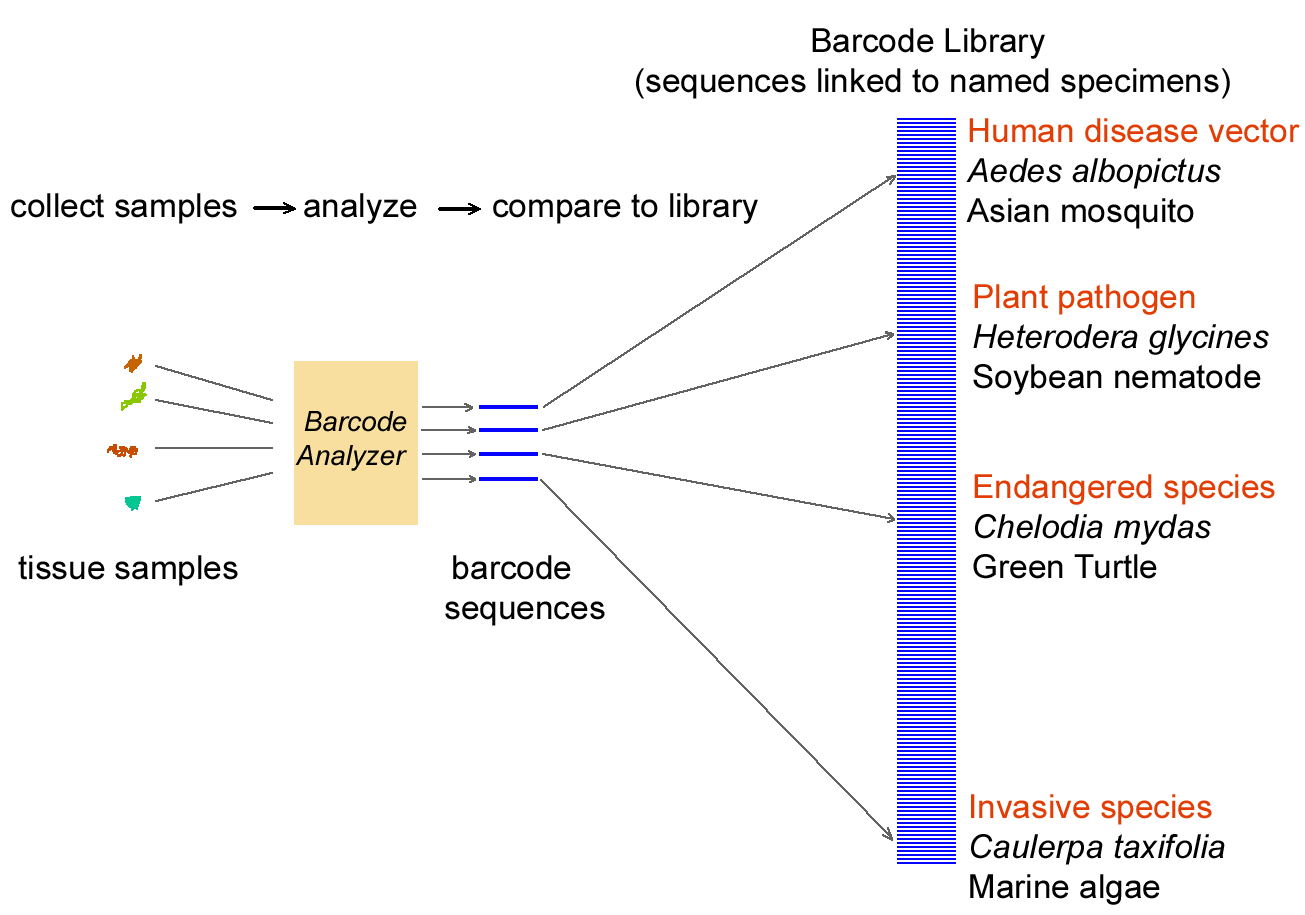 Barcode Library
(sequences linked to named specimens)
collect samples
analyze
compare to library
Human disease vector
Aedes albopictus
Asian mosquito
Plant pathogen
Heterodera glycines
Soybean nematode
Barcode
Analyzer
Endangered species
Chelodia mydas
Green Turtle
tissue samples
barcode
sequences
Invasive species
Caulerpa taxifolia
Marine algae